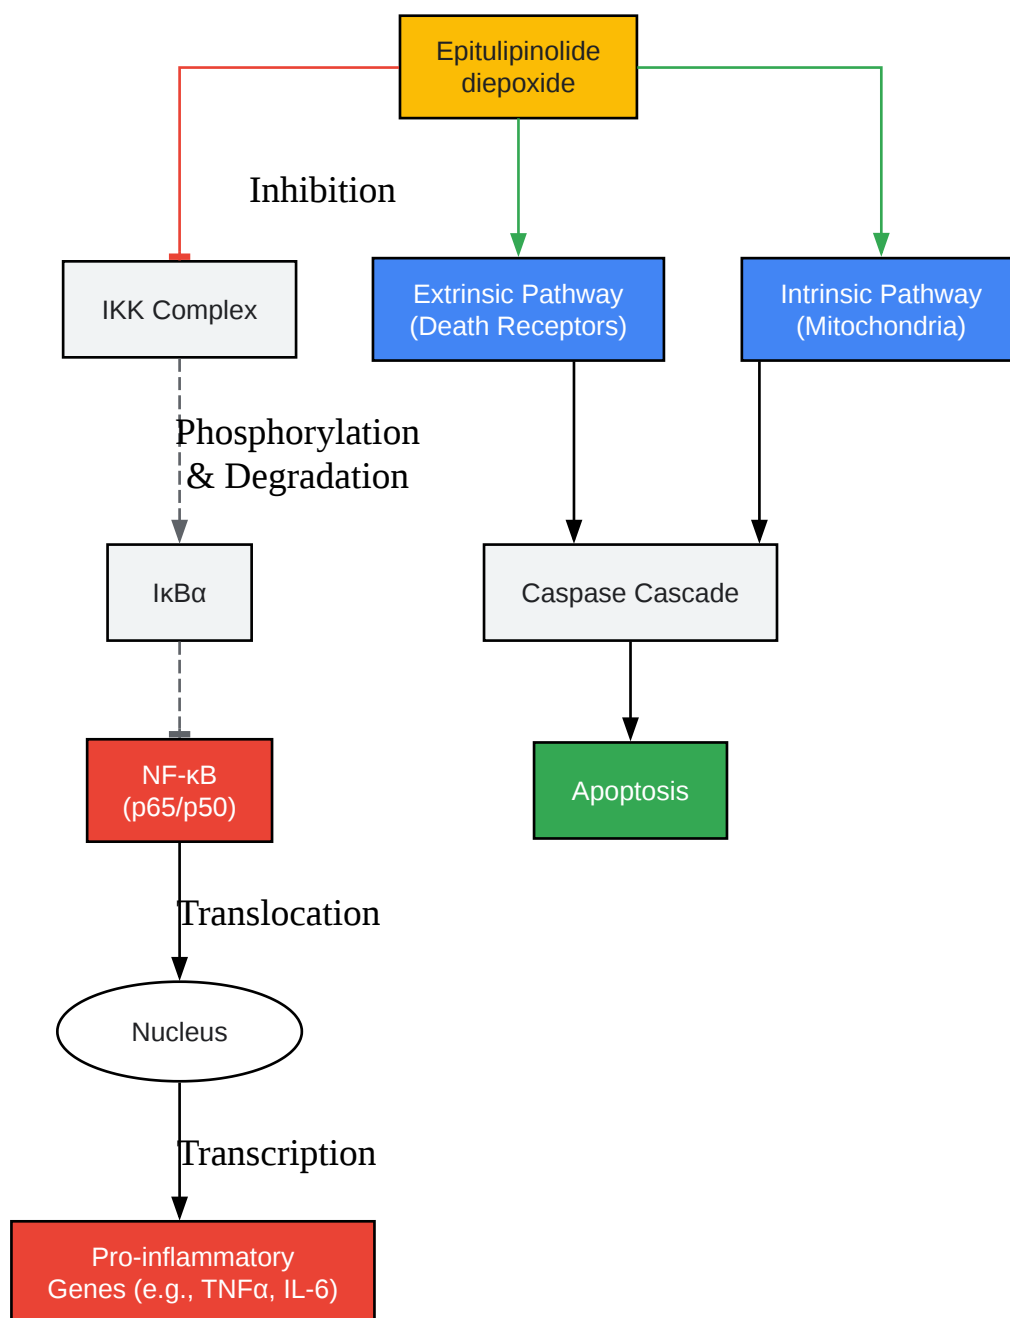 Epitulipinolide
diepoxide
Inhibition
IKK Complex
Extrinsic Pathway
(Death Receptors)
Intrinsic Pathway
(Mitochondria)
Phosphorylation
& Degradation
IκBα
Caspase Cascade
NF-κB
(p65/p50)
Apoptosis
Translocation
Nucleus
Transcription
Pro-inflammatory
Genes (e.g., TNFα, IL-6)